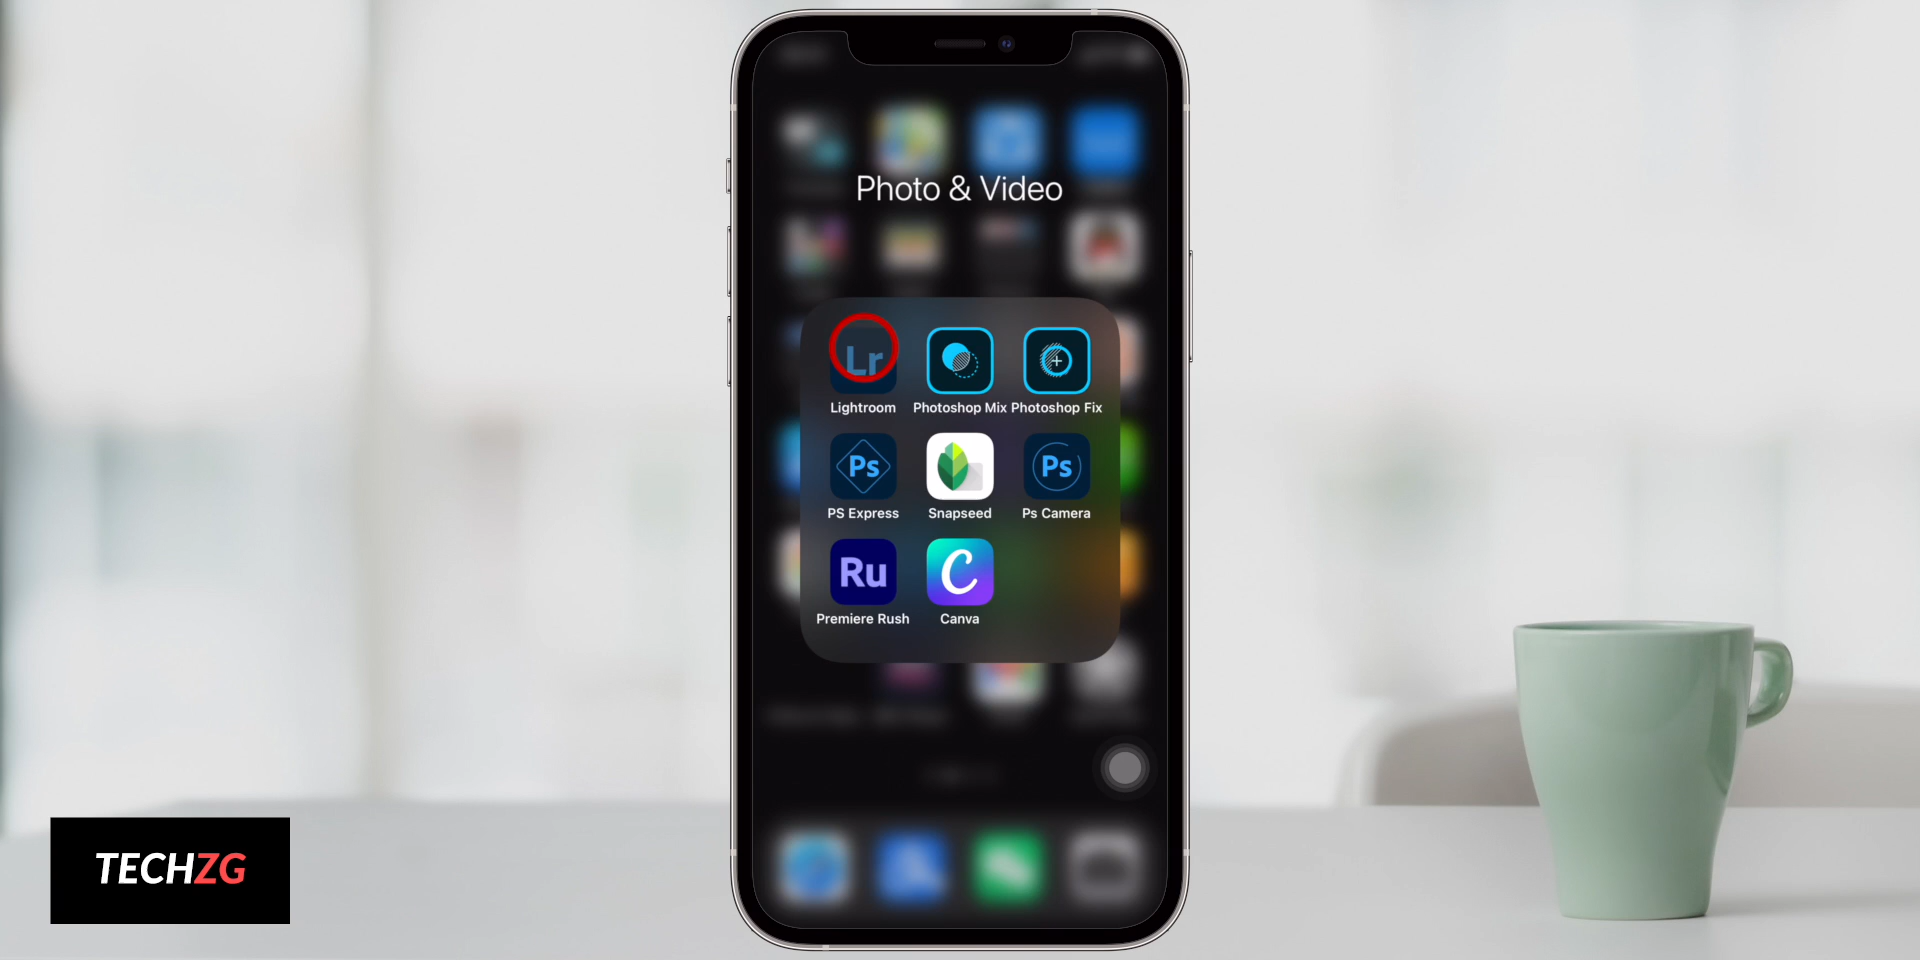 Photo & Video
Lr
Lightroom
Photoshop Mix
Photoshop Fix
Ps
PS Express
Snapseed
Ps
Ps Camera
Ru
Premiere Rush
C
Canva
TECHZG